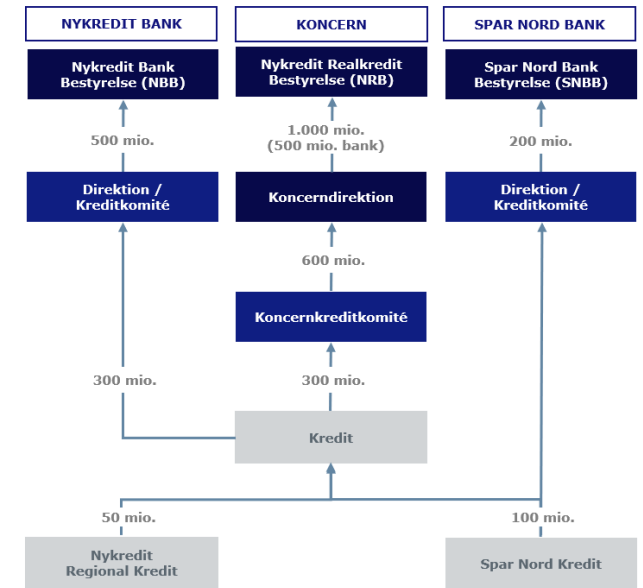 NYKREDIT BANK
KONCERN
SPAR NORD BANK
Nykredit Bank
Bestyrelse (NBB)
Nykredit Realkredit
Bestyrelse (NRB)
Spar Nord Bank
Bestyrelse (SNBB)
500 mio.
1.000 mio.
(500 mio. bank)
200 mio.
Direktion /
Kreditkomité
Koncerndirektion
Direktion /
Kreditkomité
600 mio.
Koncernkreditkomité
300 mio.
300 mio.
Kredit
50 mio.
100 mio.
Nykredit
Regional Kredit
Spar Nord Kredit